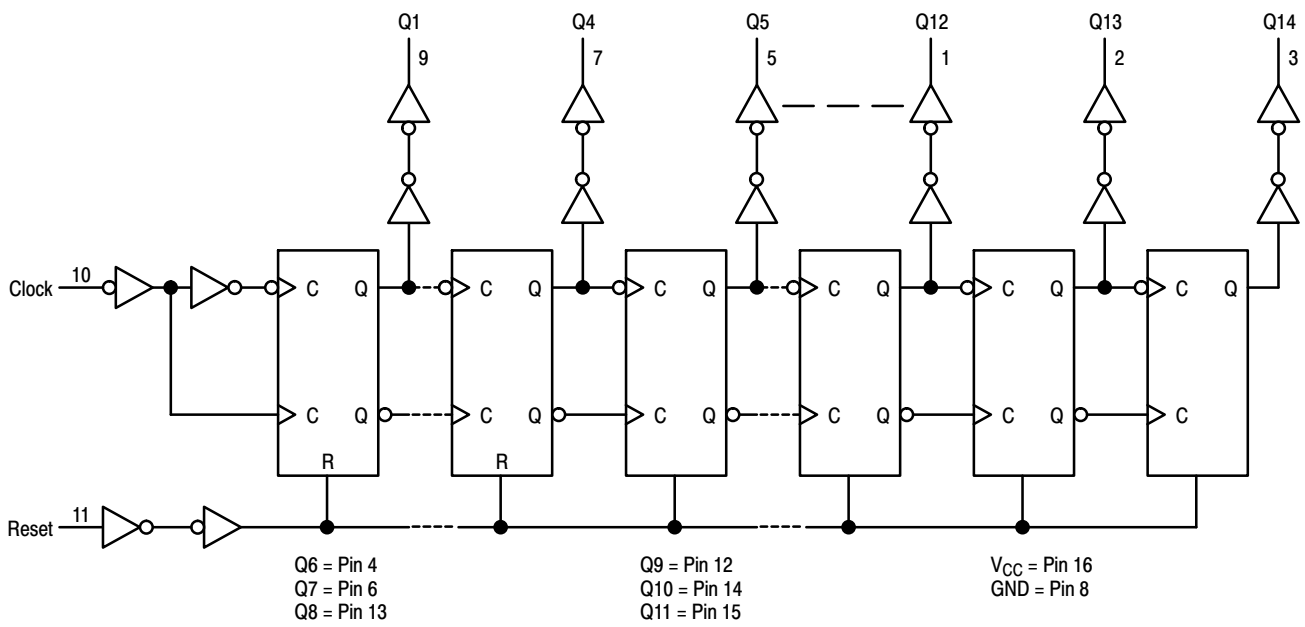 Q1 Q4 Q5 Q12 Q13 Q14
9 7 5 1 2 3
Clock 10 C Q C Q C Q C Q C Q C Q
C Q C Q C Q C Q C Q C
R R
Reset 11
Q6 = Pin 4
Q7 = Pin 6
Q8 = Pin 13
Q9 = Pin 12
Q10 = Pin 14
Q11 = Pin 15
VCC = Pin 16
GND = Pin 8